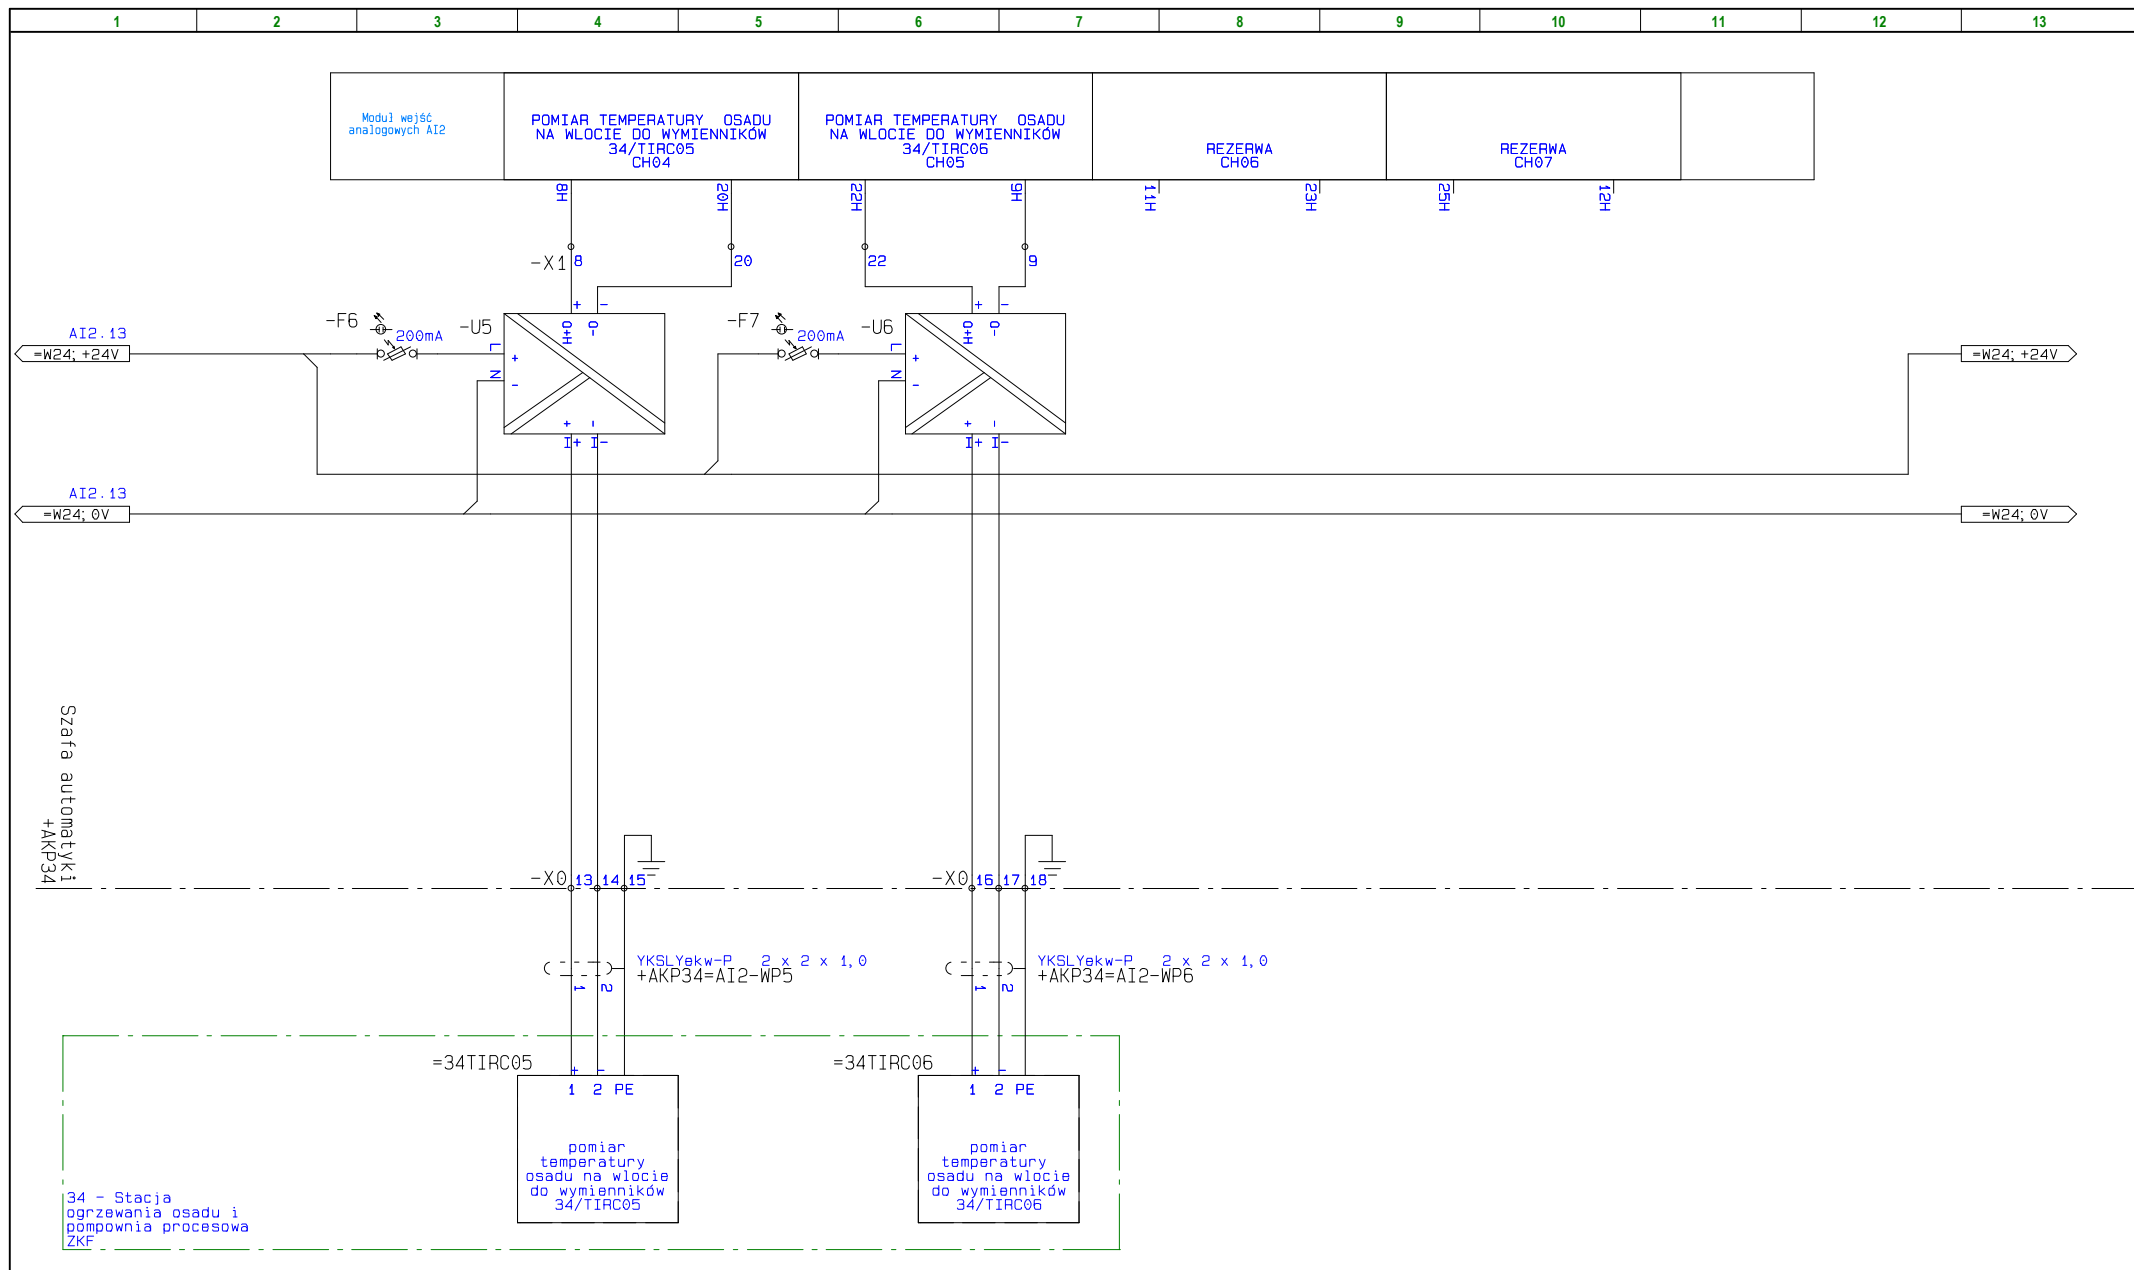 1 2 3 4 5 6 7 8 9 10 11 12 13
Moduł wejść
analogowych AI2
POMIAR TEMPERATURY OSADU
NA WLOCIE DO WYMIENNIKÓW
34/TIRC05
CH04
POMIAR TEMPERATURY OSADU
NA WLOCIE DO WYMIENNIKÓW
34/TIRC06
CH05
REZERWA
CH06
REZERWA
CH07
8H 20H 22H 9H 11H 23H 25H 12H
-X1 8 20 22 9
+ - + -
-F6 200mA -U5 O+H O- -F7 200mA -U6 O+H O-
AI2.13
=W24; +24V L + L + =W24; +24V
N - N -
+ - + -
I+ I- I+ I-
AI2.13
=W24; 0V =W24; 0V
Szafa automatyki
+AKP34
-X0 13 14 15 -X0 16 17 18
YKSLYekw-P 2 x 2 x 1,0
+AKP34=AI2-WP5
1 2
YKSLYekw-P 2 x 2 x 1,0
+AKP34=AI2-WP6
1 2
=34TIRC05 + -
1 2 PE
pomiar
temperatury
osadu na wlocie
do wymienników
34/TIRC05
=34TIRC06 + -
1 2 PE
pomiar
temperatury
osadu na wlocie
do wymienników
34/TIRC06
34 - Stacja
ogrzewania osadu i
pompownia procesowa
ZKF